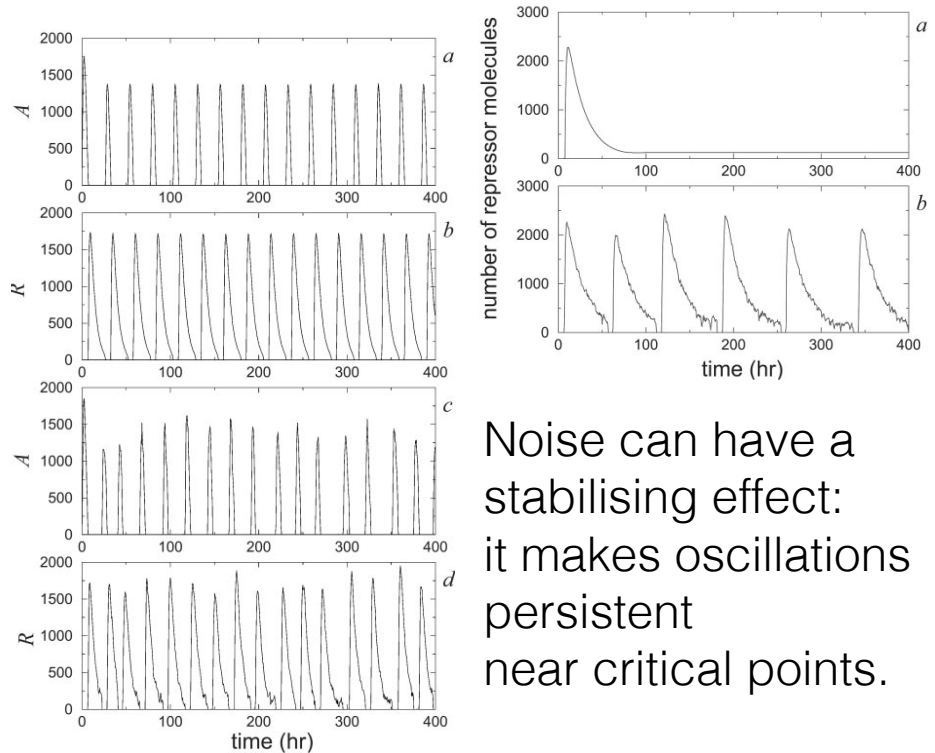 2000
1500
1000
500
0
A
a
0 100 200 300 400
2000
1500
1000
500
0
R
b
0 100 200 300 400
2000
1500
1000
500
0
A
c
0 100 200 300 400
2000
1500
1000
500
0
R
d
0 100 200 300 400
time (hr)
number of repressor molecules
3000
2000
1000
0
a
0 100 200 300 400
3000
2000
1000
0
b
0 100 200 300 400
time (hr)
Noise can have a
stabilising effect:
it makes oscillations
persistent
near critical points.